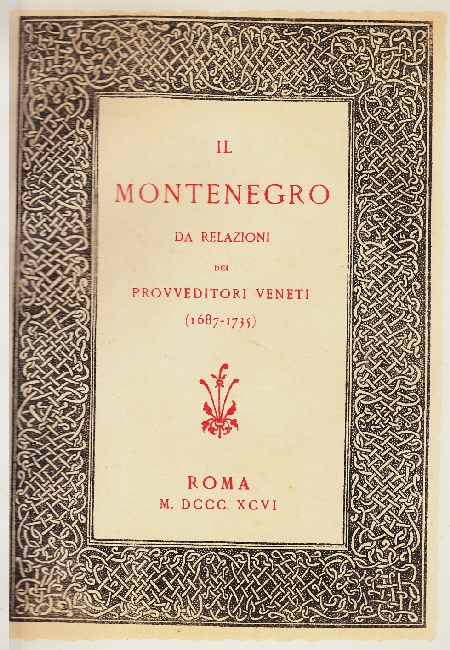 IL
MONTENEGRO
DA RELAZIONI
DEI
PROVVEDITORI VENETI
(1687-1735)
ROMA
M. DCCC. XCVI